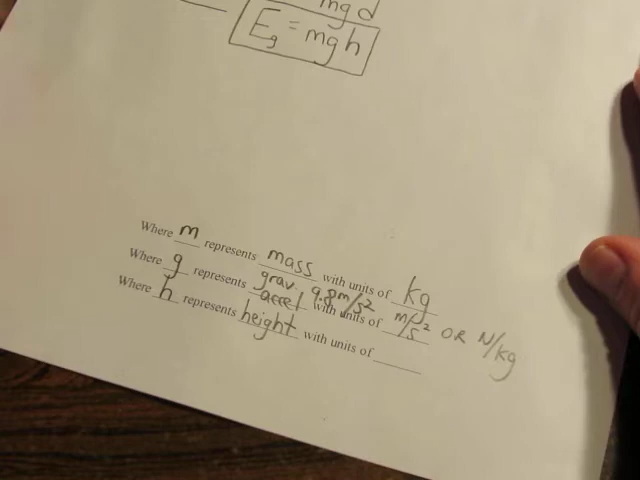 mgd
Eg = mgh
Where m represents mass with units of kg
Where g represents grav. accel 9.8m/s² with units of m/s² OR N/kg
Where h represents height with units of